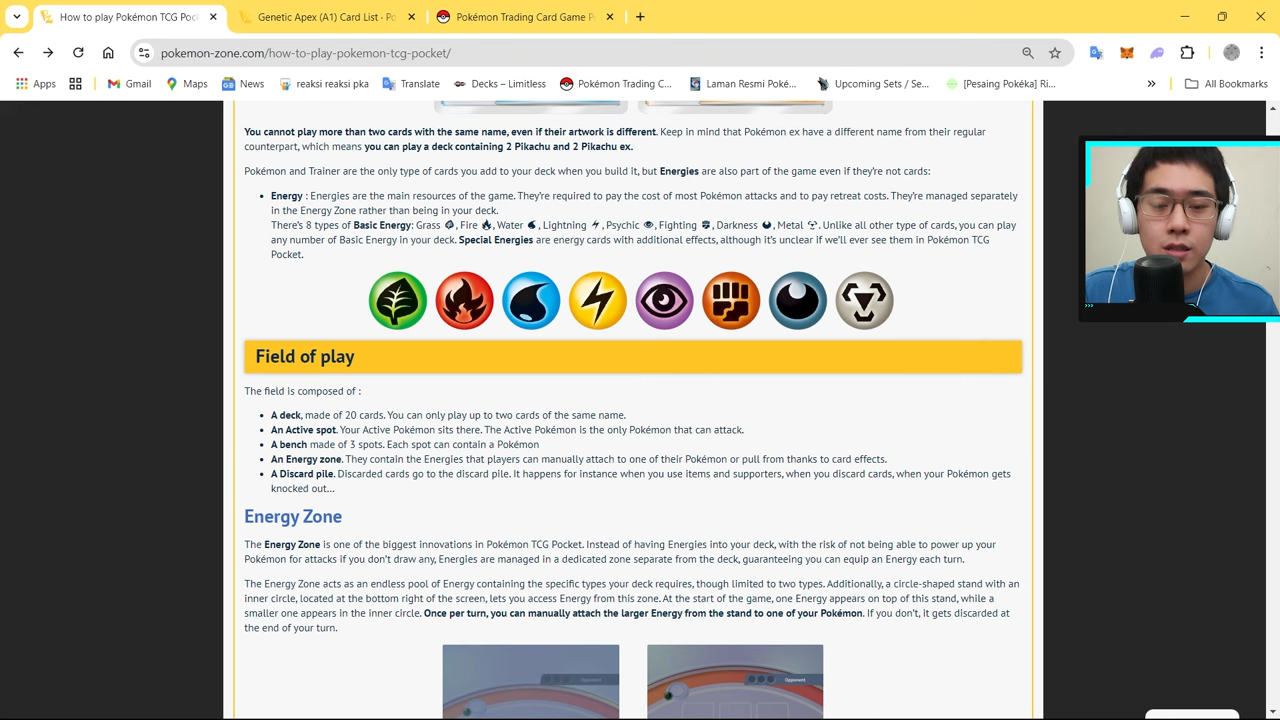 How to play Pokémon TCG Poc
Genetic Apex (A1) Card List · Po
Pokémon Trading Card Game P
pokemon-zone.com/how-to-play-pokemon-tcg-pocket/
Apps
Gmail
Maps
News
reaksi reaksi pka
Translate
Decks – Limitless
Pokémon Trading C...
Laman Resmi Poké...
Upcoming Sets / Se...
[Pesaing Pokéka] Ri...
All Bookmarks
You cannot play more than two cards with the same name, even if their artwork is different. Keep in mind that Pokémon ex have a different name from their regular
counterpart, which means you can play a deck containing 2 Pikachu and 2 Pikachu ex.
Pokémon and Trainer are the only type of cards you add to your deck when you build it, but Energies are also part of the game even if they're not cards:
• Energy : Energies are the main resources of the game. They're required to pay the cost of most Pokémon attacks and to pay retreat costs. They're managed separately
in the Energy Zone rather than being in your deck.
There's 8 types of Basic Energy: Grass , Fire , Water , Lightning , Psychic , Fighting , Darkness , Metal . Unlike all other type of cards, you can play
any number of Basic Energy in your deck. Special Energies are energy cards with additional effects, although it's unclear if we'll ever see them in Pokémon TCG
Pocket.
Field of play
The field is composed of :
• A deck, made of 20 cards. You can only play up to two cards of the same name.
• An Active spot. Your Active Pokémon sits there. The Active Pokémon is the only Pokémon that can attack.
• A bench made of 3 spots. Each spot can contain a Pokémon
• An Energy zone. They contain the Energies that players can manually attach to one of their Pokémon or pull from thanks to card effects.
• A Discard pile. Discarded cards go to the discard pile. It happens for instance when you use items and supporters, when you discard cards, when your Pokémon gets
knocked out...
Energy Zone
The Energy Zone is one of the biggest innovations in Pokémon TCG Pocket. Instead of having Energies into your deck, with the risk of not being able to power up your
Pokémon for attacks if you don't draw any, Energies are managed in a dedicated zone separate from the deck, guaranteeing you can equip an Energy each turn.
The Energy Zone acts as an endless pool of Energy containing the specific types your deck requires, though limited to two types. Additionally, a circle-shaped stand with an
inner circle, located at the bottom right of the screen, lets you access Energy from this zone. At the start of the game, one Energy appears on top of this stand, while a
smaller one appears in the inner circle. Once per turn, you can manually attach the larger Energy from the stand to one of your Pokémon. If you don't, it gets discarded at
the end of your turn.
Opponent
Opponent